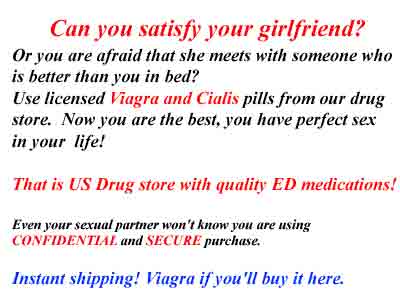 Can you satisfy your girlfriend?
Or you are afraid that she meets with someone who
is better than you in bed?
Use licensed Viagra and Cialis pills from our drug
store.  Now you are the best, you have perfect sex
in your  life!
That is US Drug store with quality ED medications!
Even your sexual partner won't know you are using
CONFIDENTIAL and SECURE purchase.
Instant shipping! Viagra if you'll buy it here.